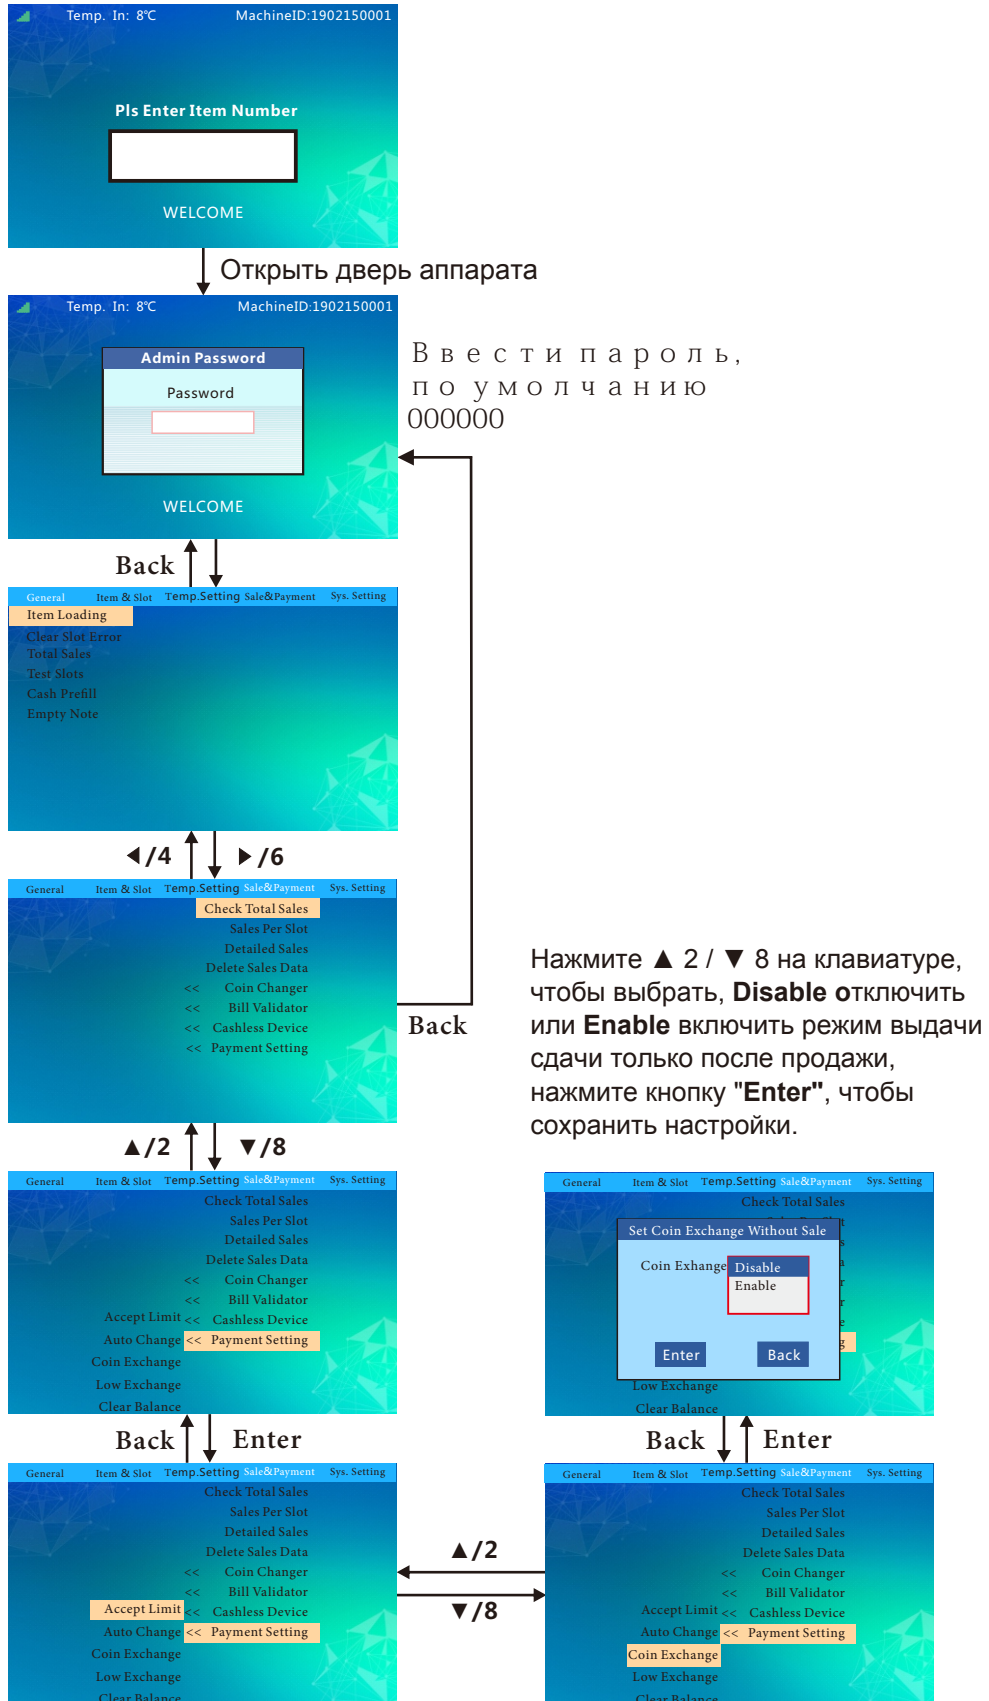 Temp. In: 8℃ MachineID:1902150001
Pls Enter Item Number
WELCOME
Открыть дверь аппарата
Temp. In: 8℃ MachineID:1902150001
Admin Password
Password
WELCOME
Ввести пароль,
по умолчанию
000000
Back
General Item & Slot Temp.Setting Sale&Payment Sys. Setting
Item Loading
Clear Slot Error
Total Sales
Test Slots
Cash Prefill
Empty Note
◀/4 ▶/6
General Item & Slot Temp.Setting Sale&Payment Sys. Setting
Check Total Sales
Sales Per Slot
Detailed Sales
Delete Sales Data
<< Coin Changer
<< Bill Validator
<< Cashless Device
<< Payment Setting
Back
Нажмите ▲ 2 / ▼ 8 на клавиатуре,
чтобы выбрать, Disable отключить
или Enable включить режим выдачи
сдачи только после продажи,
нажмите кнопку "Enter", чтобы
сохранить настройки.
▲/2 ▼/8
General Item & Slot Temp.Setting Sale&Payment Sys. Setting
Check Total Sales
Sales Per Slot
Detailed Sales
Delete Sales Data
<< Coin Changer
<< Bill Validator
Accept Limit << Cashless Device
Auto Change << Payment Setting
Coin Exchange
Low Exchange
Clear Balance
Back Enter
General Item & Slot Temp.Setting Sale&Payment Sys. Setting
Check Total Sales
Set Coin Exchange Without Sale
Coin Exhange Disable
Enable
Enter Back
Low Exchange
Clear Balance
Back Enter
General Item & Slot Temp.Setting Sale&Payment Sys. Setting
Check Total Sales
Sales Per Slot
Detailed Sales
Delete Sales Data
<< Coin Changer
<< Bill Validator
Accept Limit << Cashless Device
Auto Change << Payment Setting
Coin Exchange
Low Exchange
Clear Balance
▲/2
▼/8
General Item & Slot Temp.Setting Sale&Payment Sys. Setting
Check Total Sales
Sales Per Slot
Detailed Sales
Delete Sales Data
<< Coin Changer
<< Bill Validator
Accept Limit << Cashless Device
Auto Change << Payment Setting
Coin Exchange
Low Exchange
Clear Balance